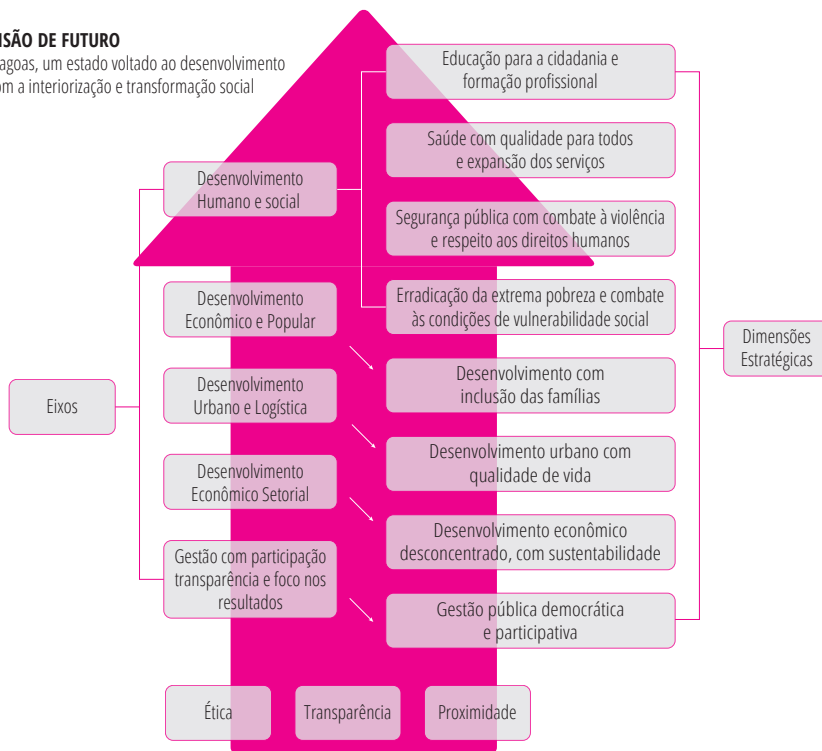 ISÃO DE FUTURO
agoas, um estado voltado ao desenvolvimento
om a interiorização e transformação social
Educação para a cidadania e
formação profissional
Saúde com qualidade para todos
e expansão dos serviços
Desenvolvimento
Humano e social
Segurança pública com combate à violência
e respeito aos direitos humanos
Erradicação da extrema pobreza e combate
às condições de vulnerabilidade social
Desenvolvimento
Econômico e Popular
Dimensões
Estratégicas
Desenvolvimento com
inclusão das famílias
Eixos
Desenvolvimento
Urbano e Logística
Desenvolvimento urbano com
qualidade de vida
Desenvolvimento
Econômico Setorial
Desenvolvimento econômico
desconcentrado, com sustentabilidade
Gestão com participação
transparência e foco nos
resultados
Gestão pública democrática
e participativa
Ética
Transparência
Proximidade